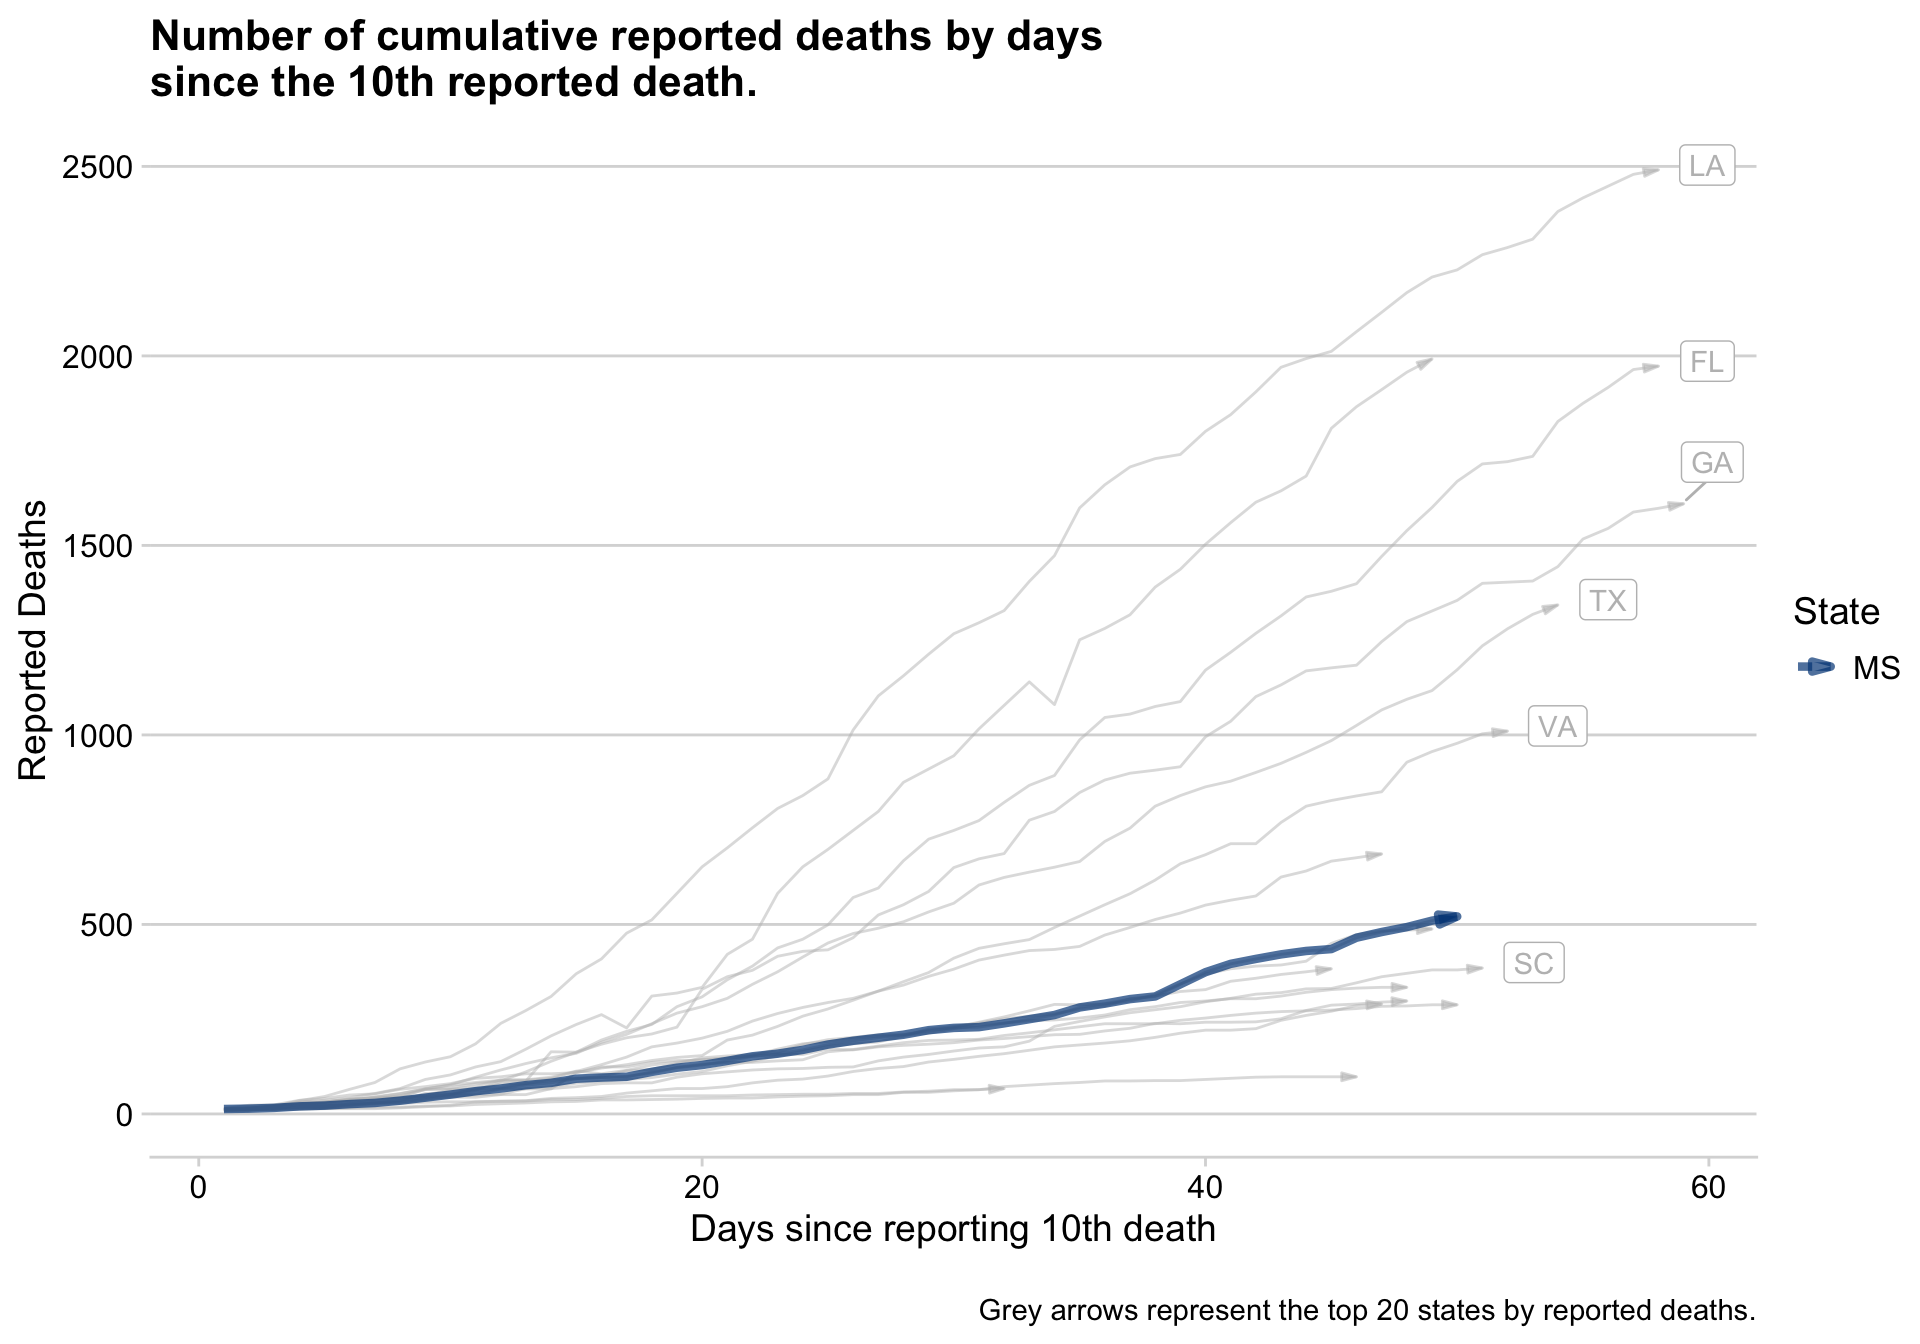 Number of cumulative reported deaths by days
since the 10th reported death.
2500
2000
1500
1000
500
0
Reported Deaths
LA
FL
GA
TX
VA
SC
State
MS
0 20 40 60
Days since reporting 10th death
Grey arrows represent the top 20 states by reported deaths.